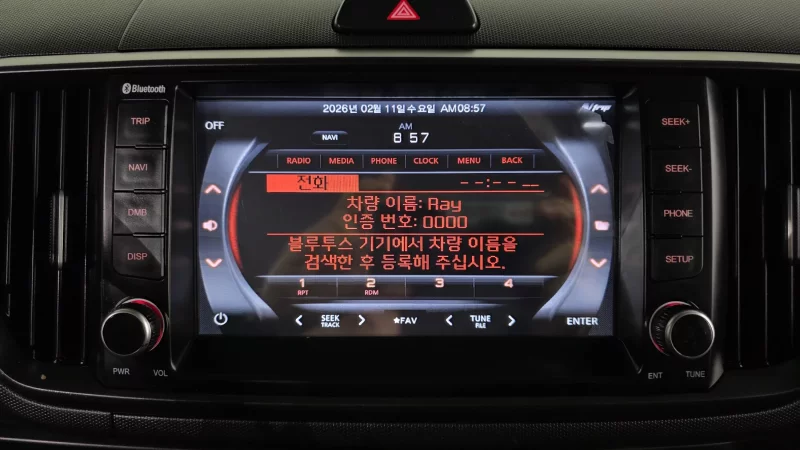 Bluetooth
2026년 02월 11일 수요일 AM 08:57
TRIP
NAVI
DMB
DISP
PWR
VOL
OFF
NAVI
AM
8 57
RADIO MEDIA PHONE CLOCK MENU BACK
전화 --:-- __
차량 이름: Ray
인증 번호: 0000
블루투스 기기에서 차량 이름을
검색한 후 등록해 주십시오.
1 2 3 4
RPT RDM
< SEEK TRACK > ★FAV < TUNE FILE > ENTER
SEEK+
SEEK-
PHONE
SETUP
ENT
TUNE